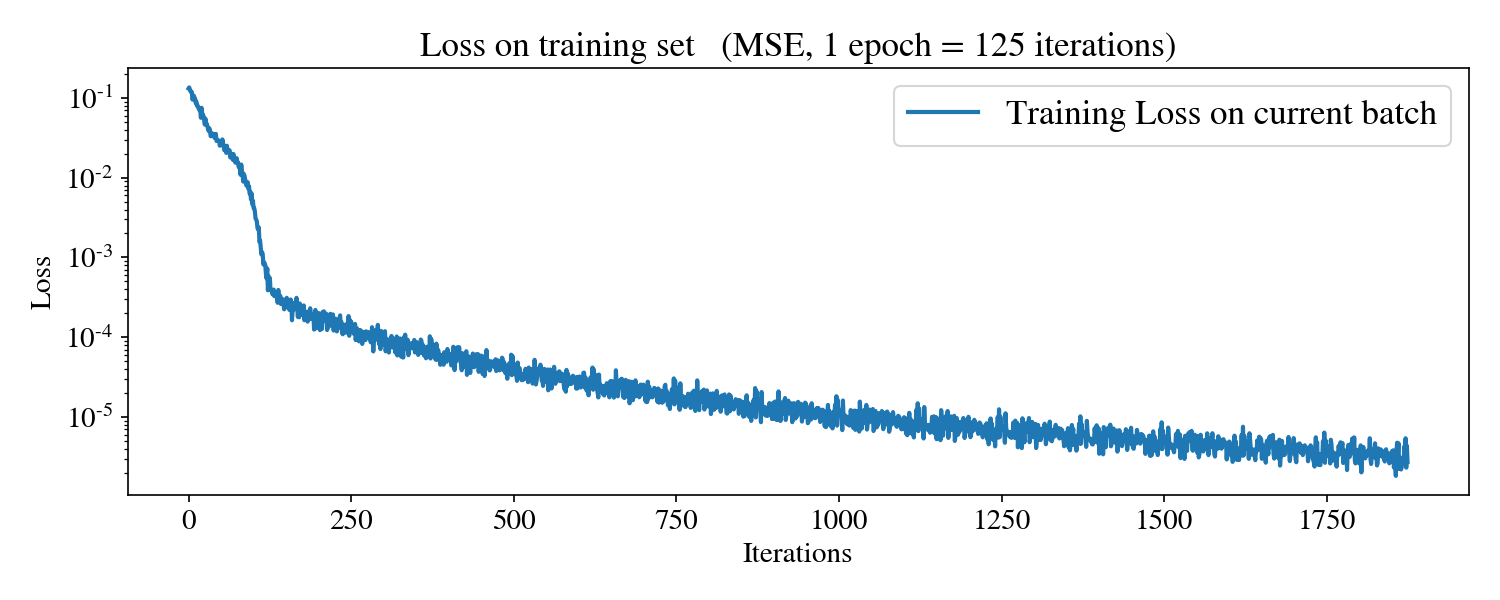 Loss on training set (MSE, 1 epoch = 125 iterations)
Training Loss on current batch
Loss
10⁻¹
10⁻²
10⁻³
10⁻⁴
10⁻⁵
0 250 500 750 1000 1250 1500 1750
Iterations